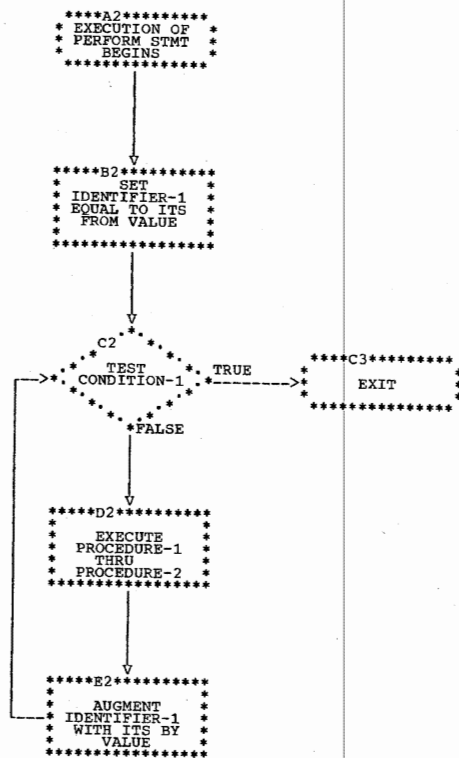 ****A2*********
EXECUTION OF
PERFORM STMT
BEGINS
*****B2**********
SET
IDENTIFIER-1
EQUAL TO ITS
FROM VALUE
C2
TEST
CONDITION-1
TRUE
FALSE
****C3*********
EXIT
*****D2**********
EXECUTE
PROCEDURE-1
THRU
PROCEDURE-2
*****E2**********
AUGMENT
IDENTIFIER-1
WITH ITS BY
VALUE